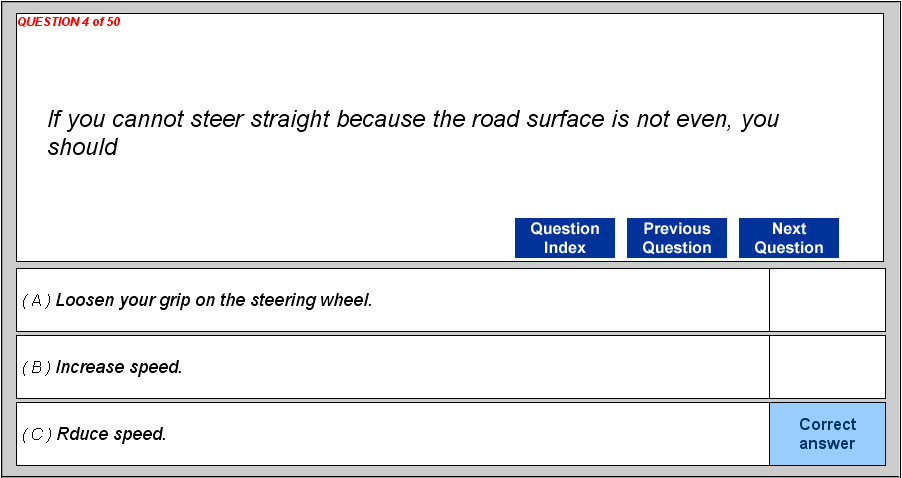 QUESTION 4 of 50
If you cannot steer straight because the road surface is not even, you
should
Question
Index
Previous
Question
Next
Question
( A ) Loosen your grip on the steering wheel.
( B ) Increase speed.
( C ) Rduce speed.
Correct
answer